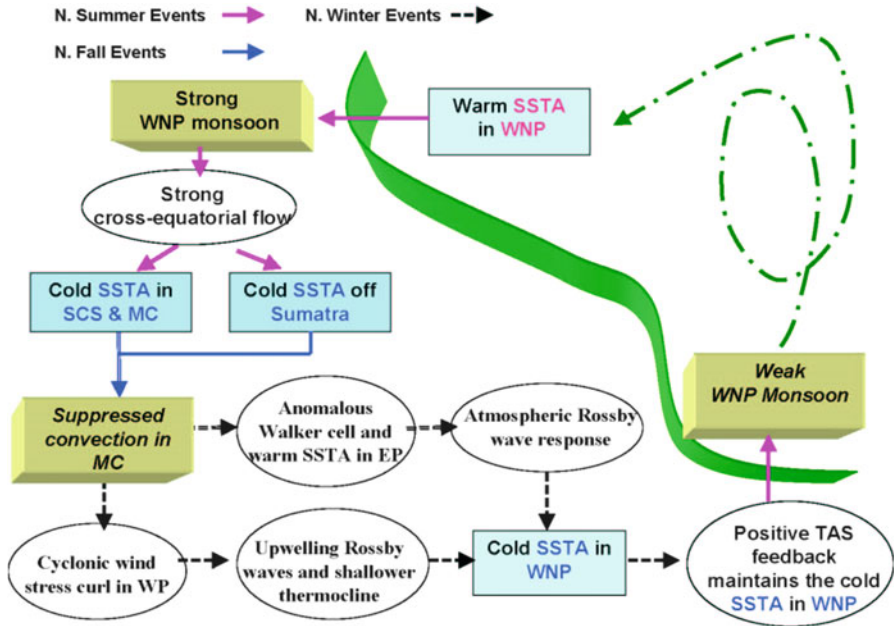 N. Summer Events
N. Winter Events
N. Fall Events
Strong
WNP monsoon
Warm SSTA
in WNP
Strong
cross-equatorial flow
Cold SSTA in
SCS & MC
Cold SSTA off
Sumatra
Weak
WNP Monsoon
Suppressed
convection in
MC
Anomalous
Walker cell and
warm SSTA in EP
Atmospheric Rossby
wave response
Cyclonic wind
stress curl in WP
Upwelling Rossby
waves and shallower
thermocline
Cold SSTA in
WNP
Positive TAS
feedback
maintains the cold
SSTA in WNP